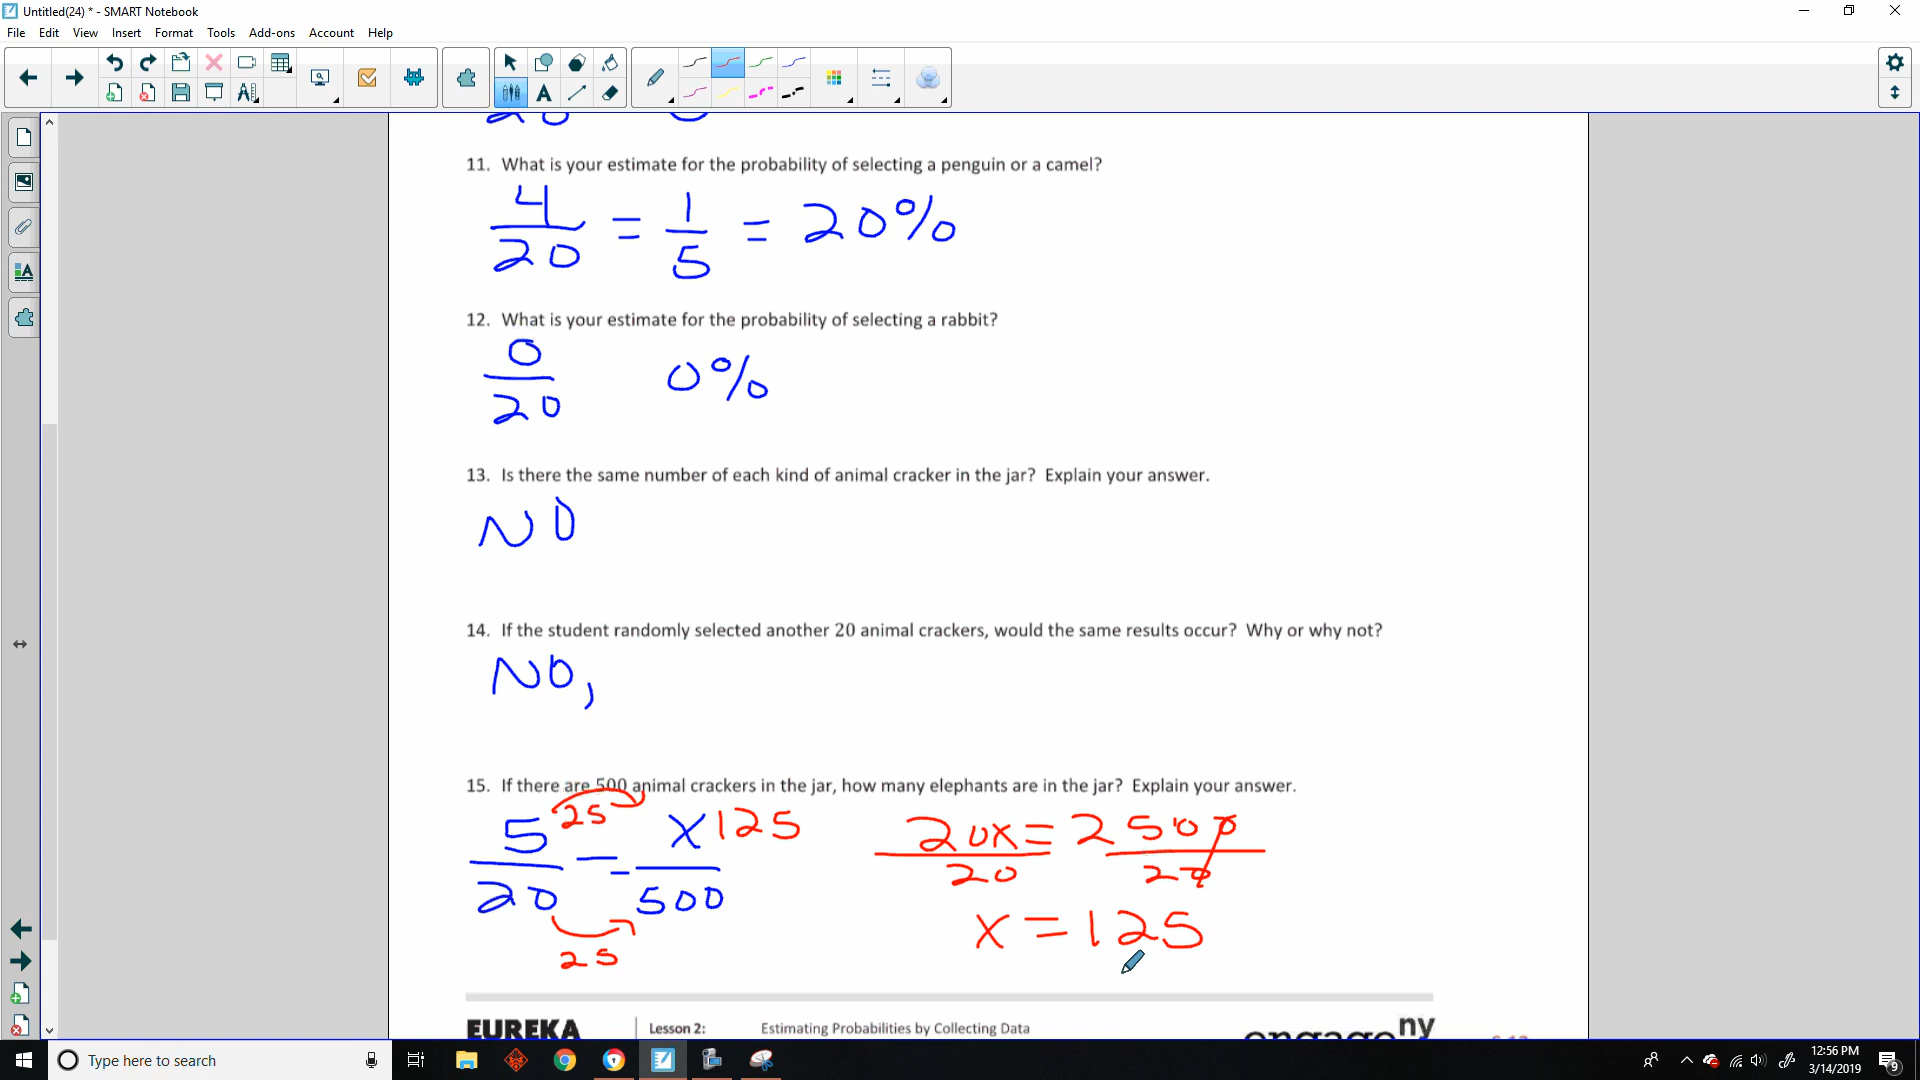 Untitled(24) * - SMART Notebook
File Edit View Insert Format Tools Add-ons Account Help
20
11. What is your estimate for the probability of selecting a penguin or a camel?
4/20 = 1/5 = 20%
12. What is your estimate for the probability of selecting a rabbit?
0/20 0%
13. Is there the same number of each kind of animal cracker in the jar? Explain your answer.
NO
14. If the student randomly selected another 20 animal crackers, would the same results occur? Why or why not?
NO,
15. If there are 500 animal crackers in the jar, how many elephants are in the jar? Explain your answer.
25
5/20 = x/500 125
25
20x/20 = 2500/20
x = 125
EUREKA Lesson 2: Estimating Probabilities by Collecting Data engage ny
Type here to search
12:56 PM
3/14/2019
9